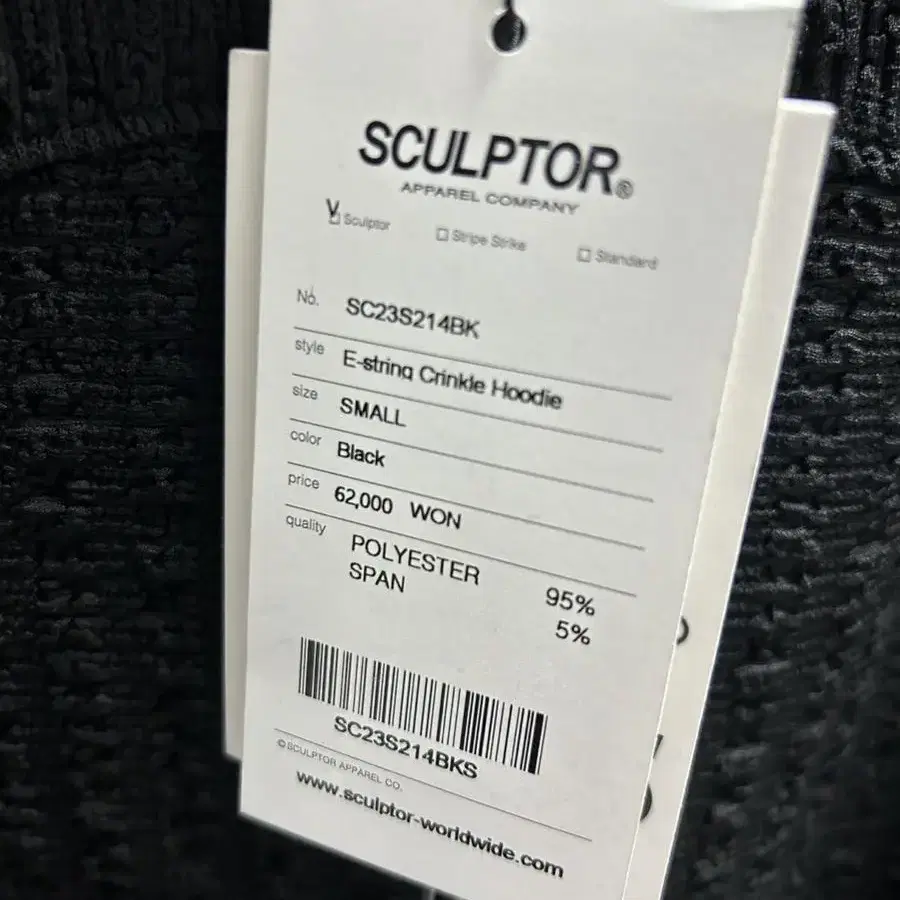 SCULPTOR®
APPAREL COMPANY
V Sculptor Stripe Strike Standard
No. SC23S214BK
style E-string Crinkle Hoodie
size SMALL
color Black
price 62,000 WON
quality POLYESTER 95%
SPAN 5%
SC23S214BKS
©SCULPTOR APPAREL CO.
www.sculptor-worldwide.com